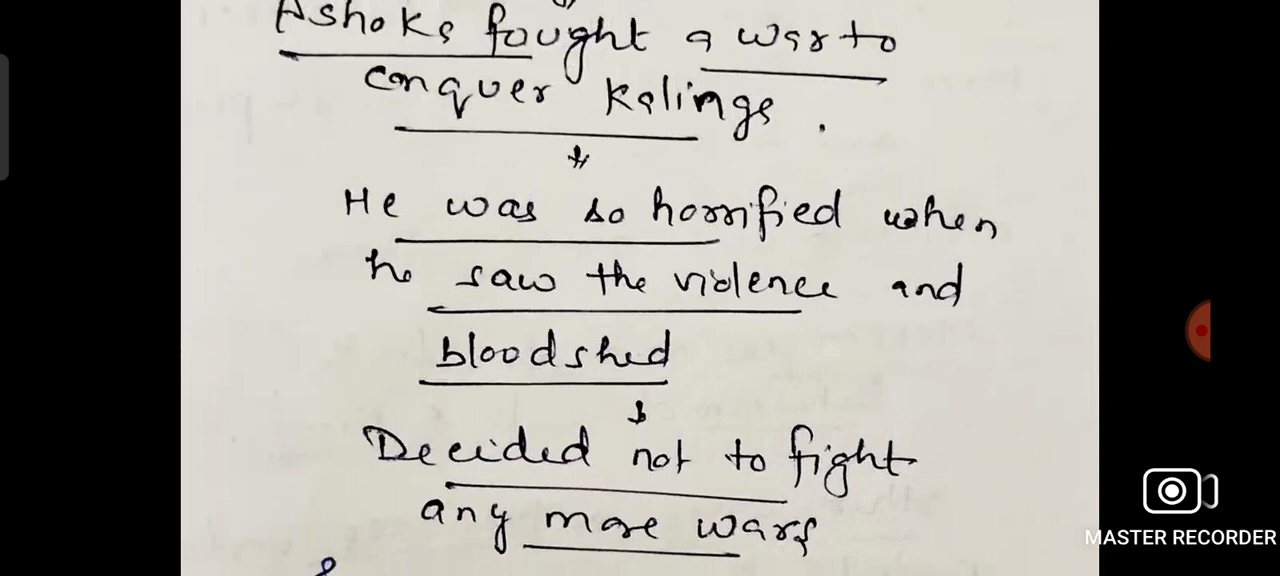 Ashoka fought a war to
conquer Kalinga.
He was so horrified when
he saw the violence and
bloodshed
Decided not to fight
any more wars
MASTER RECORDER